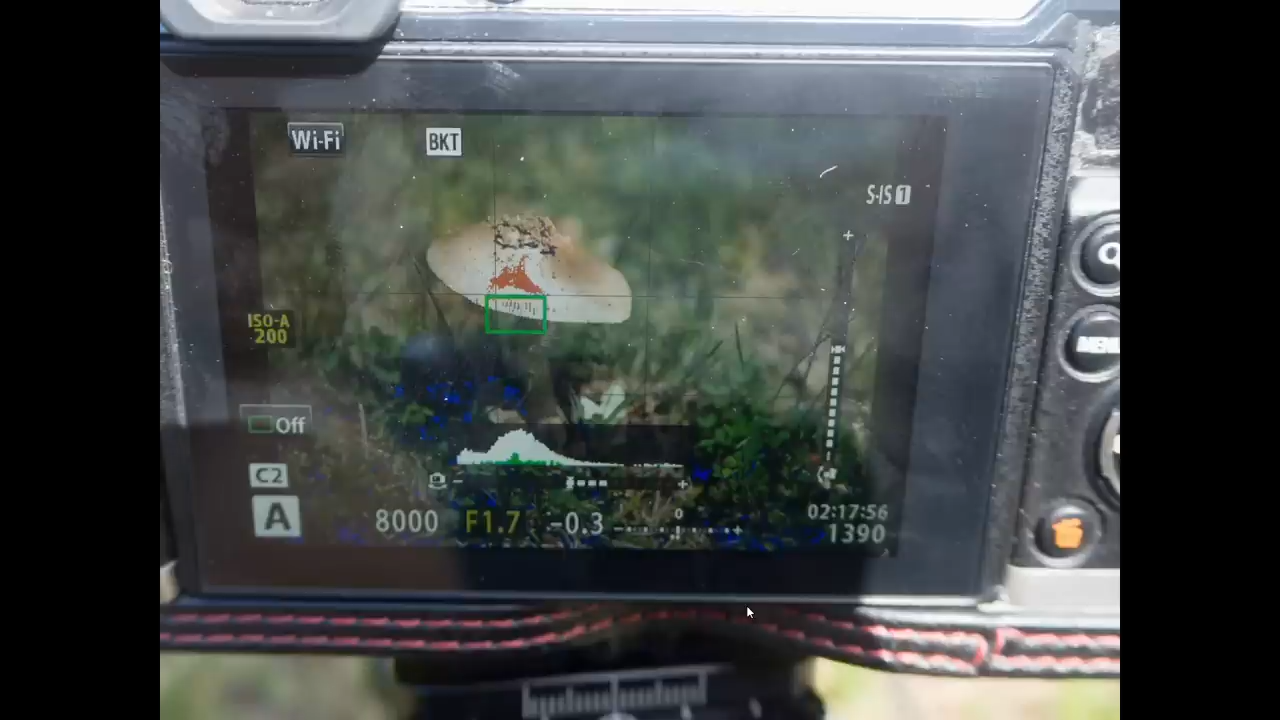 Wi-Fi BKT
S-IS 1
ISO-A
200
Off
C2
A 8000 F1.7 -0.3 0
02:17:56
1390
MENU